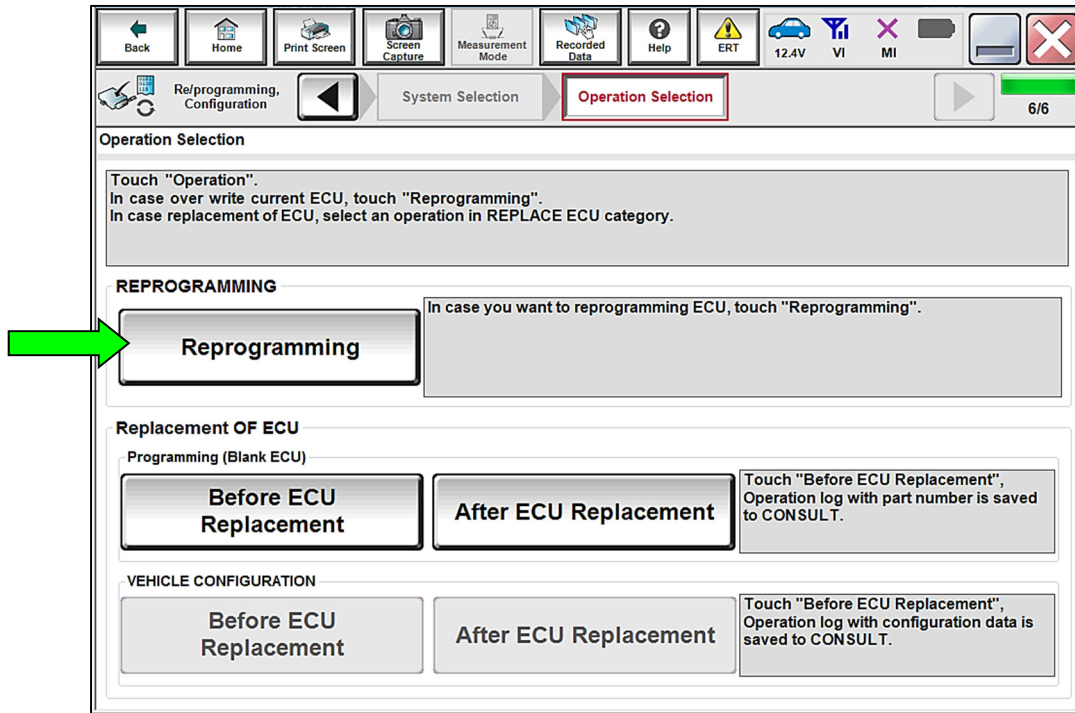 Back
Home
Print Screen
Screen
Capture
Measurement
Mode
Recorded
Data
Help
ERT
12.4V
VI
MI
Re/programming,
Configuration
System Selection
Operation Selection
6/6
Operation Selection
Touch "Operation".
In case over write current ECU, touch "Reprogramming".
In case replacement of ECU, select an operation in REPLACE ECU category.
REPROGRAMMING
Reprogramming
In case you want to reprogramming ECU, touch "Reprogramming".
Replacement OF ECU
Programming (Blank ECU)
Before ECU
Replacement
After ECU Replacement
Touch "Before ECU Replacement",
Operation log with part number is saved
to CONSULT.
VEHICLE CONFIGURATION
Before ECU
Replacement
After ECU Replacement
Touch "Before ECU Replacement",
Operation log with configuration data is
saved to CONSULT.